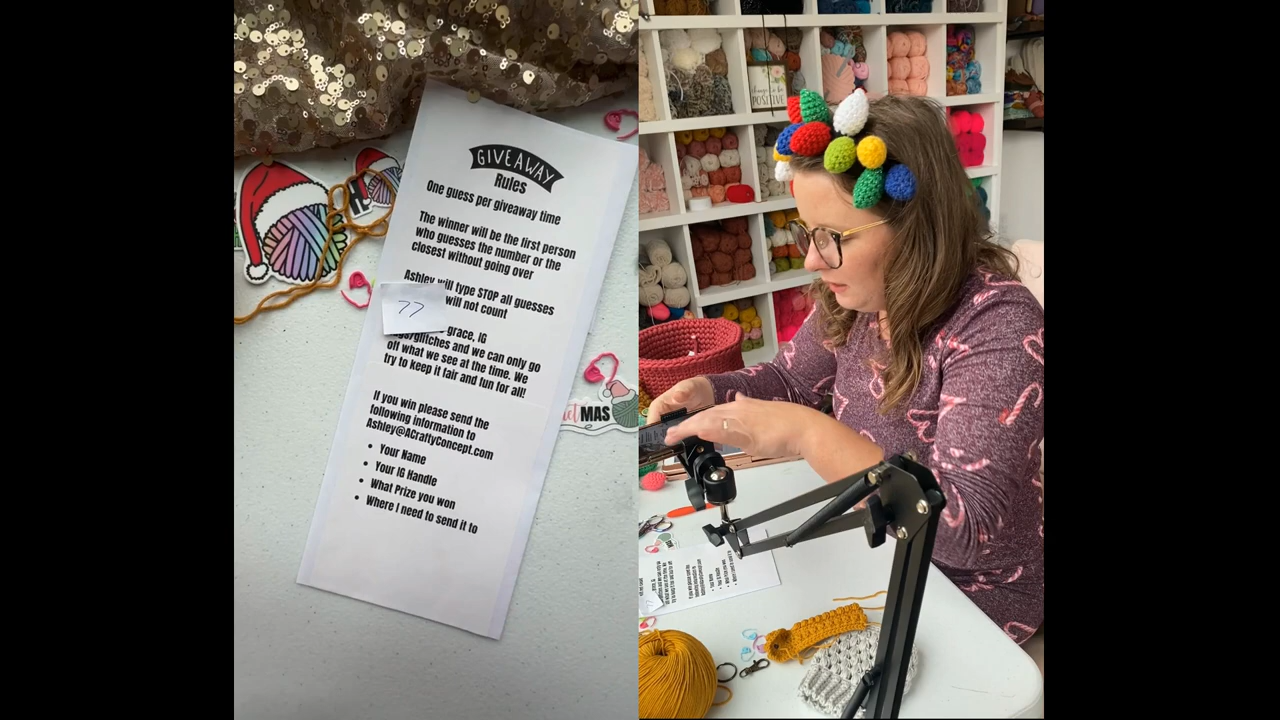 GIVEAWAY
Rules
One guess per giveaway time
The winner will be the first person
who guesses the number or the
closest without going over
Ashley will type STOP all guesses
will not count
77
grace, IG
bugs/glitches and we can only go
off what we see at the time. We
try to keep it fair and fun for all!
If you win please send the
following information to
Ashley@ACraftyConcept.com
• Your Name
• Your IG Handle
• What Prize you won
• Where I need to send it to
MAS
POSITIVE